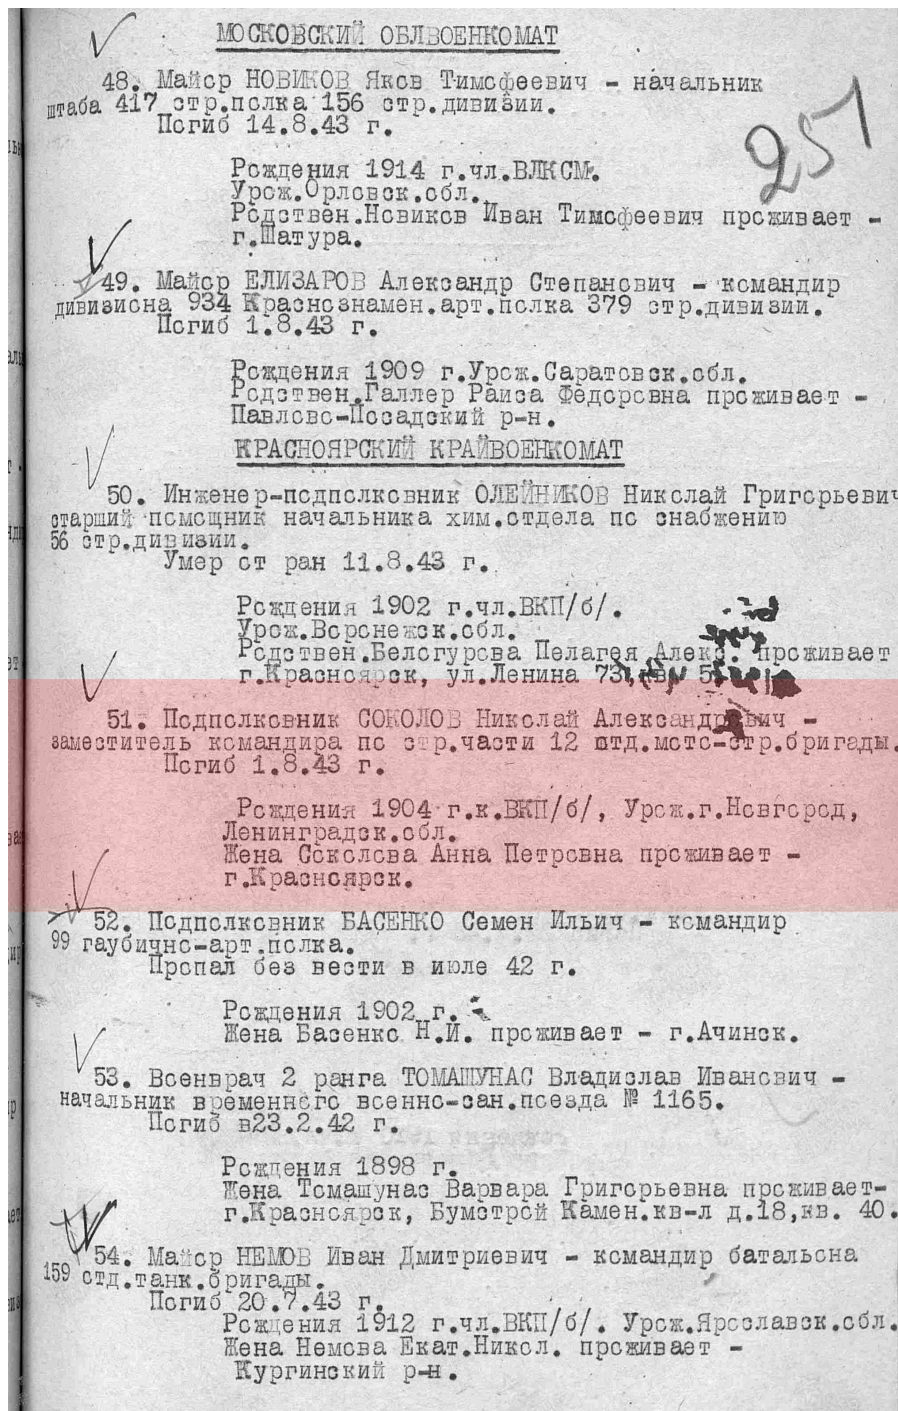 МОСКОВСКИЙ ОБЛВОЕНКОМАТ
251
48. Майор НОВИКОВ Яков Тимофеевич – начальник
штаба 417 стр.полка 156 стр.дивизии.
Погиб 14.8.43 г.
Рождения 1914 г.чл.ВЛКСМ.
Урож.Орловск.обл.
Родствен.Новиков Иван Тимофеевич проживает –
г.Шатура.
49. Майор ЕЛИЗАРОВ Александр Степанович – командир
дивизиона 934 Краснознамен.арт.полка 379 стр.дивизии.
Погиб 1.8.43 г.
Рождения 1909 г.Урож.Саратовск.обл.
Родствен.Галлер Раиса Федоровна проживает –
Павлово-Посадский р-н.
КРАСНОЯРСКИЙ КРАЙВОЕНКОМАТ
50. Инженер-подполковник ОЛЕЙНИКОВ Николай Григорьевич
старший помощник начальника хим.отдела по снабжению
56 стр.дивизии.
Умер от ран 11.8.43 г.
Рождения 1902 г.чл.ВКП/б/.
Урож.Воронежск.обл.
Родствен.Белогурова Пелагея Алекс. проживает
г.Красноярск, ул.Ленина 73,кв. 5
51. Подполковник СОКОЛОВ Николай Александрович –
заместитель командира по стр.части 12 отд.мото-стр.бригады.
Погиб 1.8.43 г.
Рождения 1904 г.к.ВКП/б/, Урож.г.Новгород,
Ленинградск.обл.
Жена Соколова Анна Петровна проживает –
г.Красноярск.
52. Подполковник БАСЕНКО Семен Ильич – командир
99 гаубично-арт.полка.
Пропал без вести в июле 42 г.
Рождения 1902 г.
Жена Басенко Н.И. проживает – г.Ачинск.
53. Военврач 2 ранга ТОМАШУНАС Владислав Иванович –
начальник временного военно-сан.поезда № 1165.
Погиб в23.2.42 г.
Рождения 1898 г.
Жена Томашунас Варвара Григорьевна проживает–
г.Красноярск, Бумстрой Камен.кв-л д.18,кв. 40.
54. Майор НЕМОВ Иван Дмитриевич – командир батальона
159 отд.танк.бригады.
Погиб 20.7.43 г.
Рождения 1912 г.чл.ВКП/б/. Урож.Ярославск.обл.
Жена Немова Екат.Никол. проживает –
Кургинский р-н.